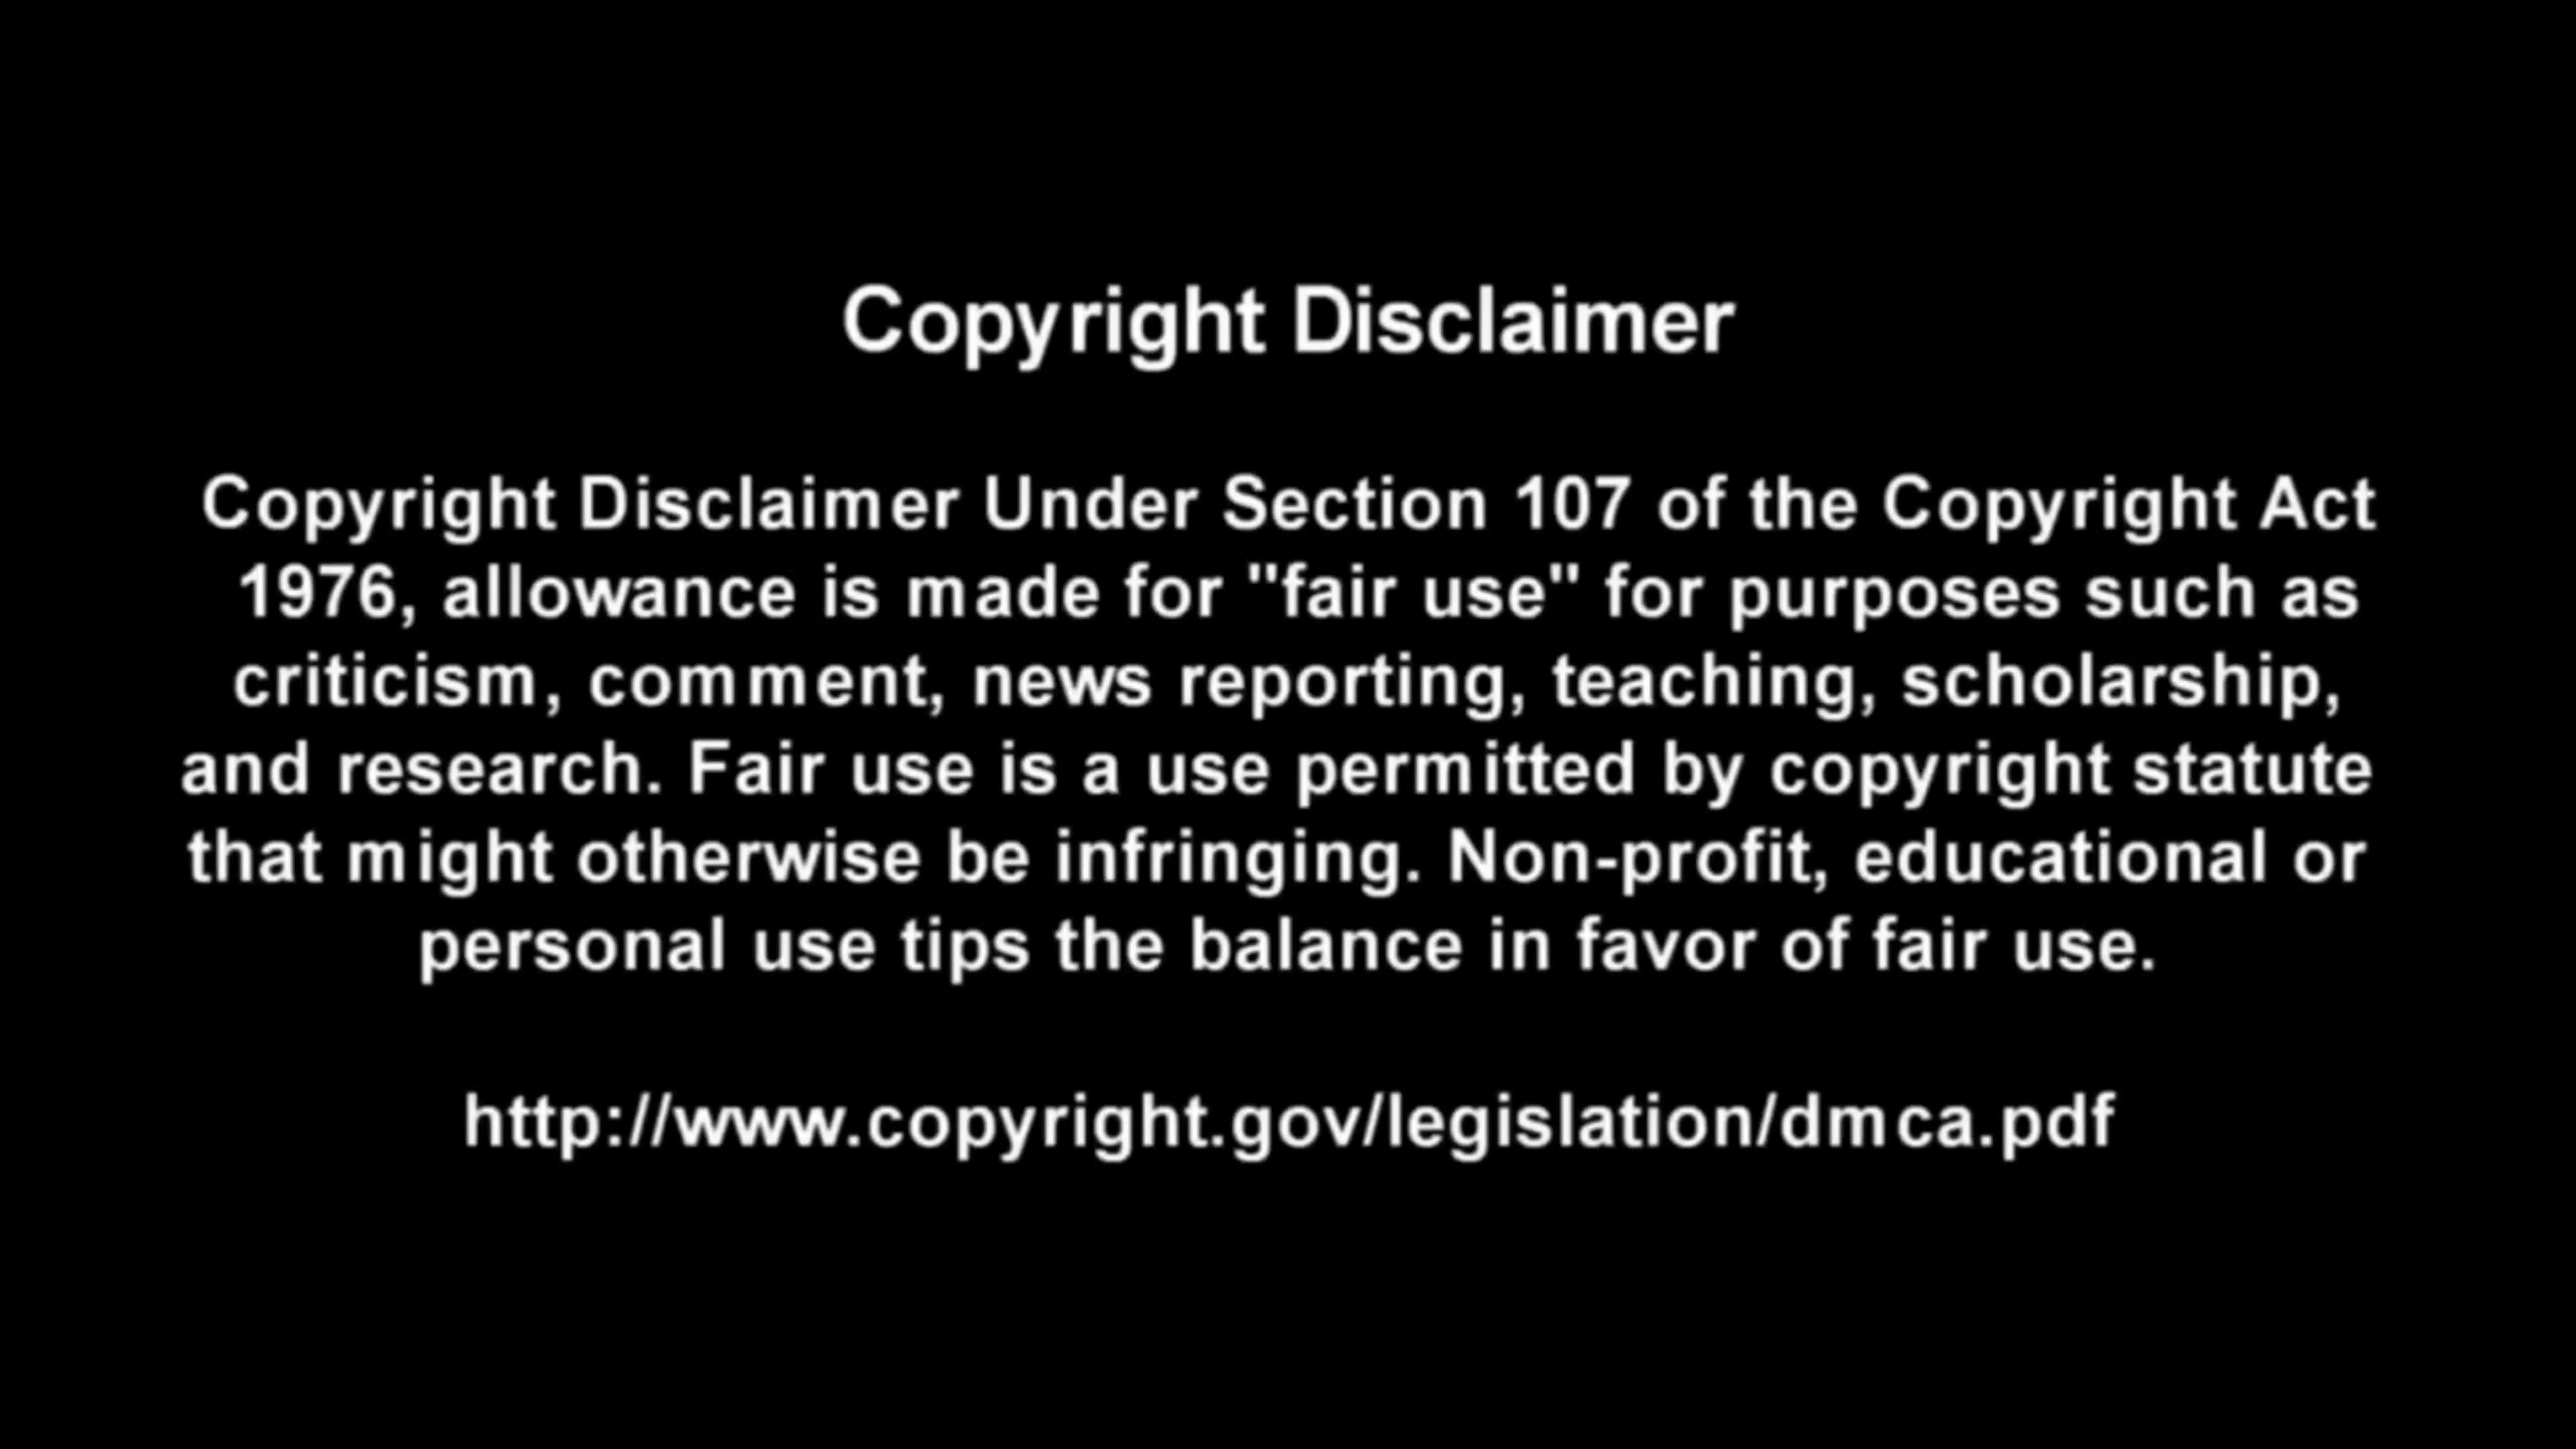 Copyright Disclaimer
Copyright Disclaimer Under Section 107 of the Copyright Act
1976, allowance is made for "fair use" for purposes such as
criticism, comment, news reporting, teaching, scholarship,
and research. Fair use is a use permitted by copyright statute
that might otherwise be infringing. Non-profit, educational or
personal use tips the balance in favor of fair use.
http://www.copyright.gov/legislation/dmca.pdf